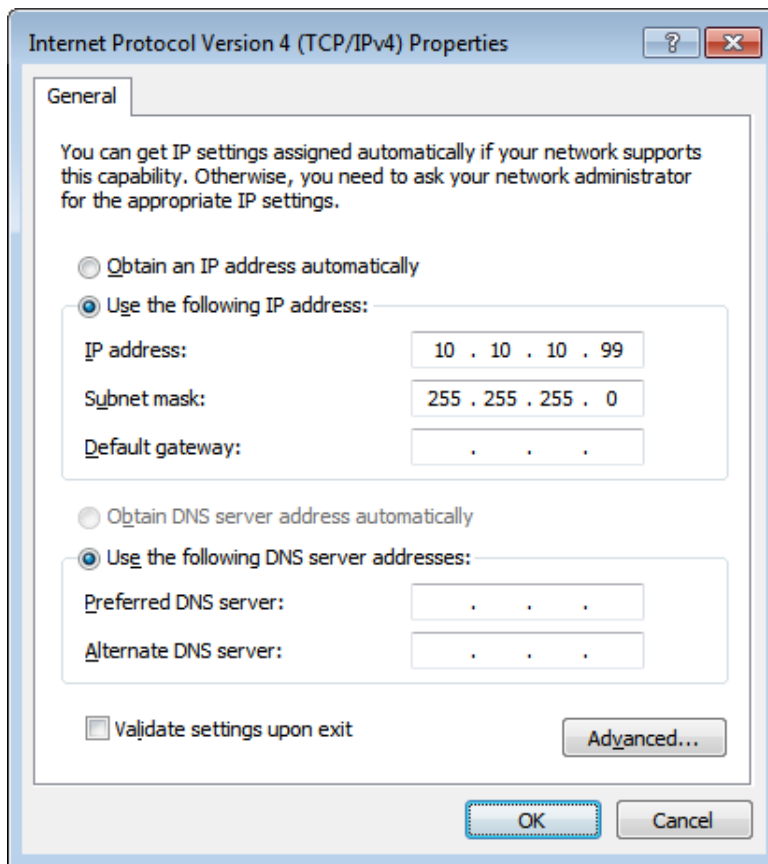 Internet Protocol Version 4 (TCP/IPv4) Properties
General
You can get IP settings assigned automatically if your network supports
this capability. Otherwise, you need to ask your network administrator
for the appropriate IP settings.
Obtain an IP address automatically
Use the following IP address:
IP address: 10 . 10 . 10 . 99
Subnet mask: 255 . 255 . 255 . 0
Default gateway: . . .
Obtain DNS server address automatically
Use the following DNS server addresses:
Preferred DNS server: . . .
Alternate DNS server: . . .
Validate settings upon exit
Advanced...
OK Cancel